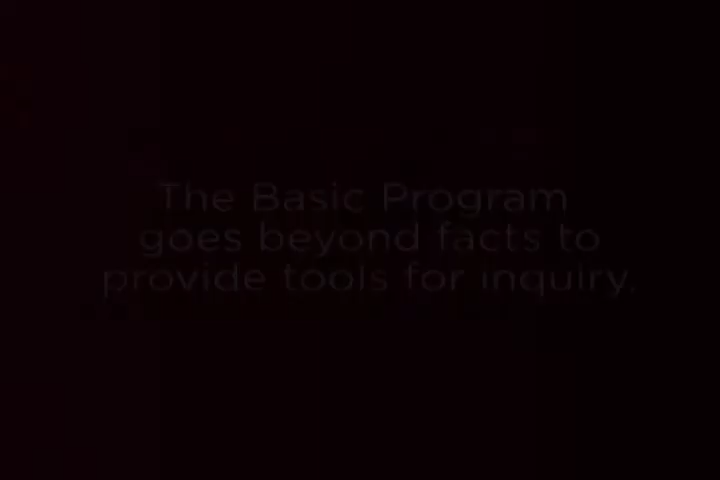 The Basic Program
goes beyond facts to
provide tools for inquiry.